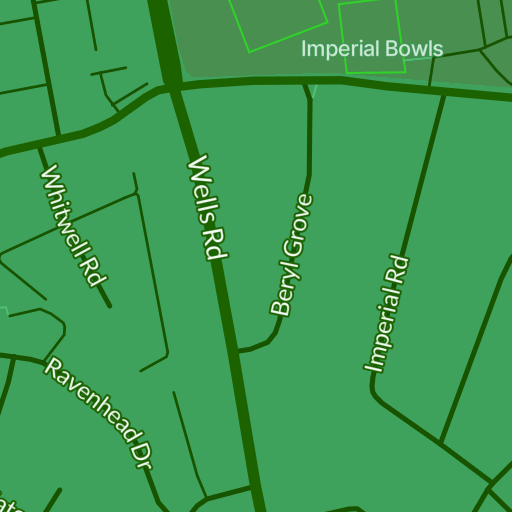 Imperial Bowls
Whitwell Rd
Wells Rd
Beryl Grove
Imperial Rd
Ravenhead Dr